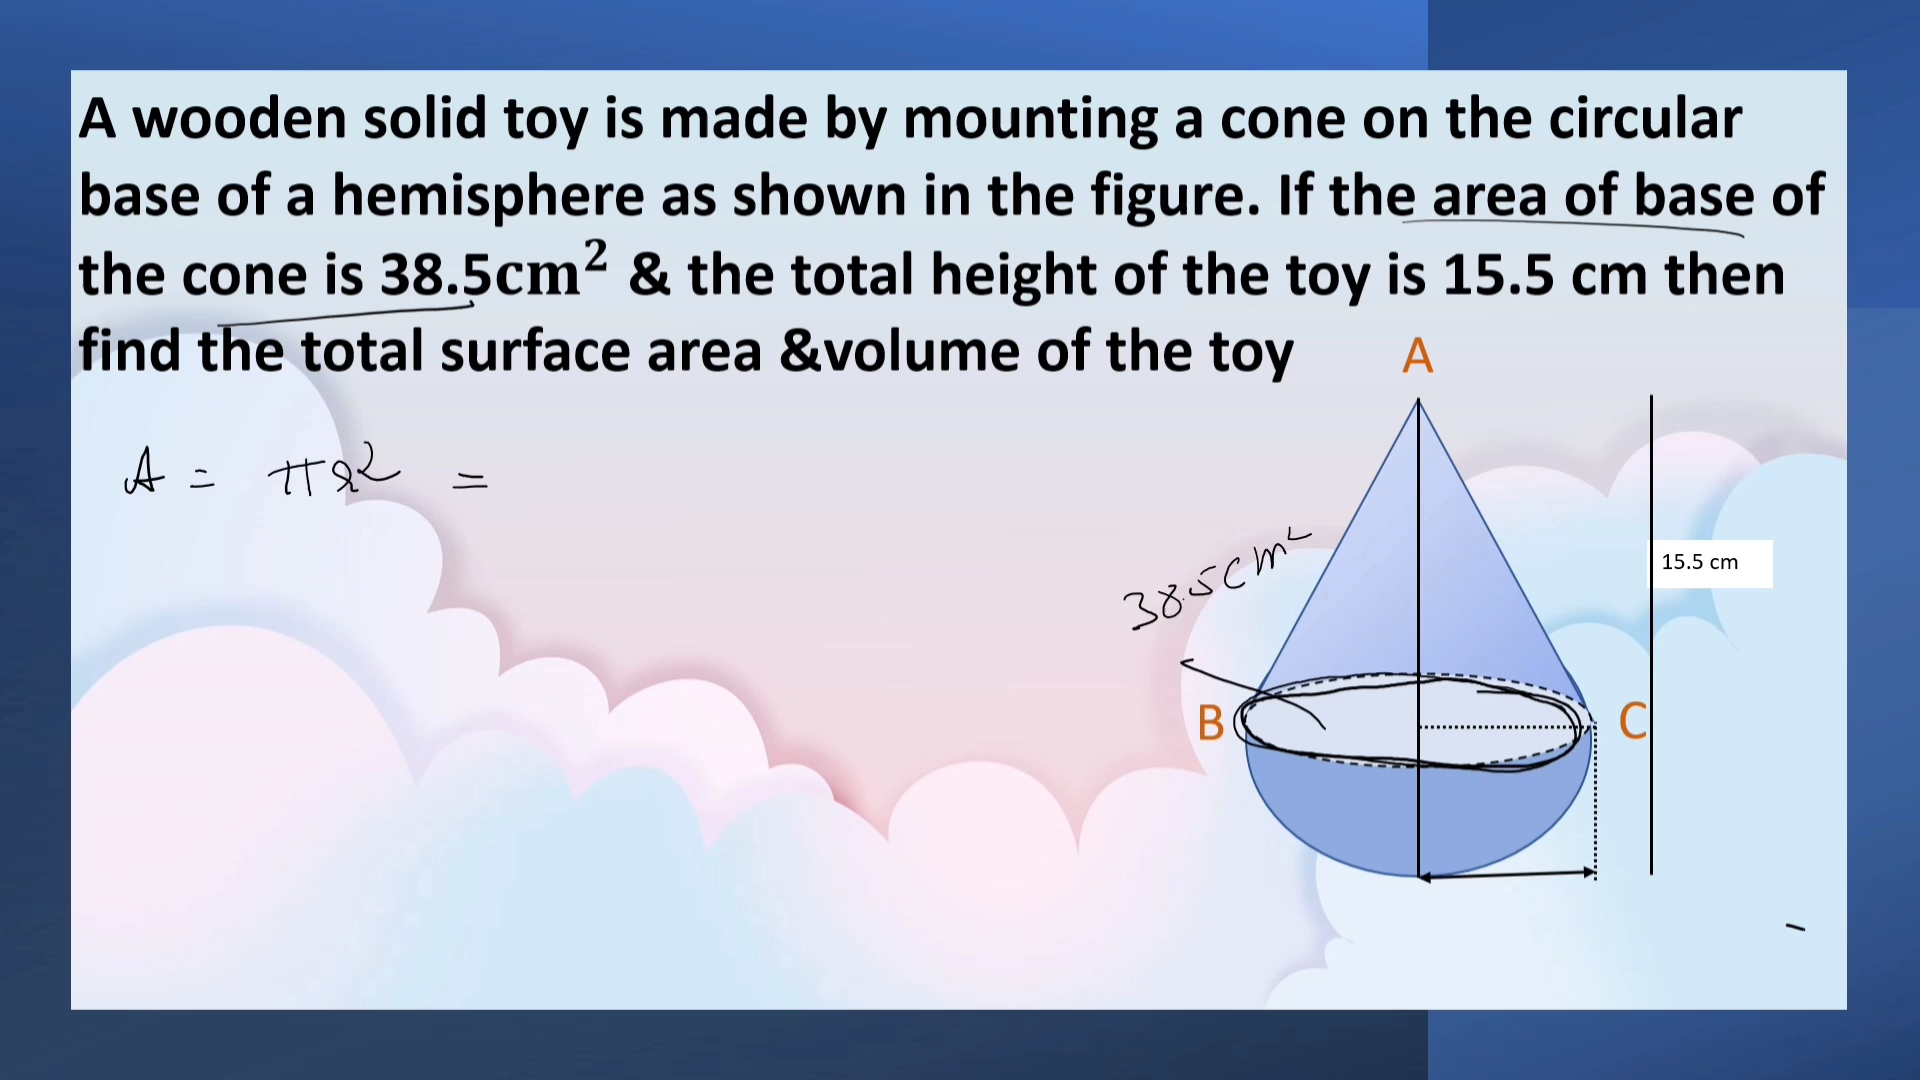 A wooden solid toy is made by mounting a cone on the circular
base of a hemisphere as shown in the figure. If the area of base of
the cone is 38.5cm² & the total height of the toy is 15.5 cm then
find the total surface area &volume of the toy
A
A = πr² =
38.5cm²
15.5 cm
B
C